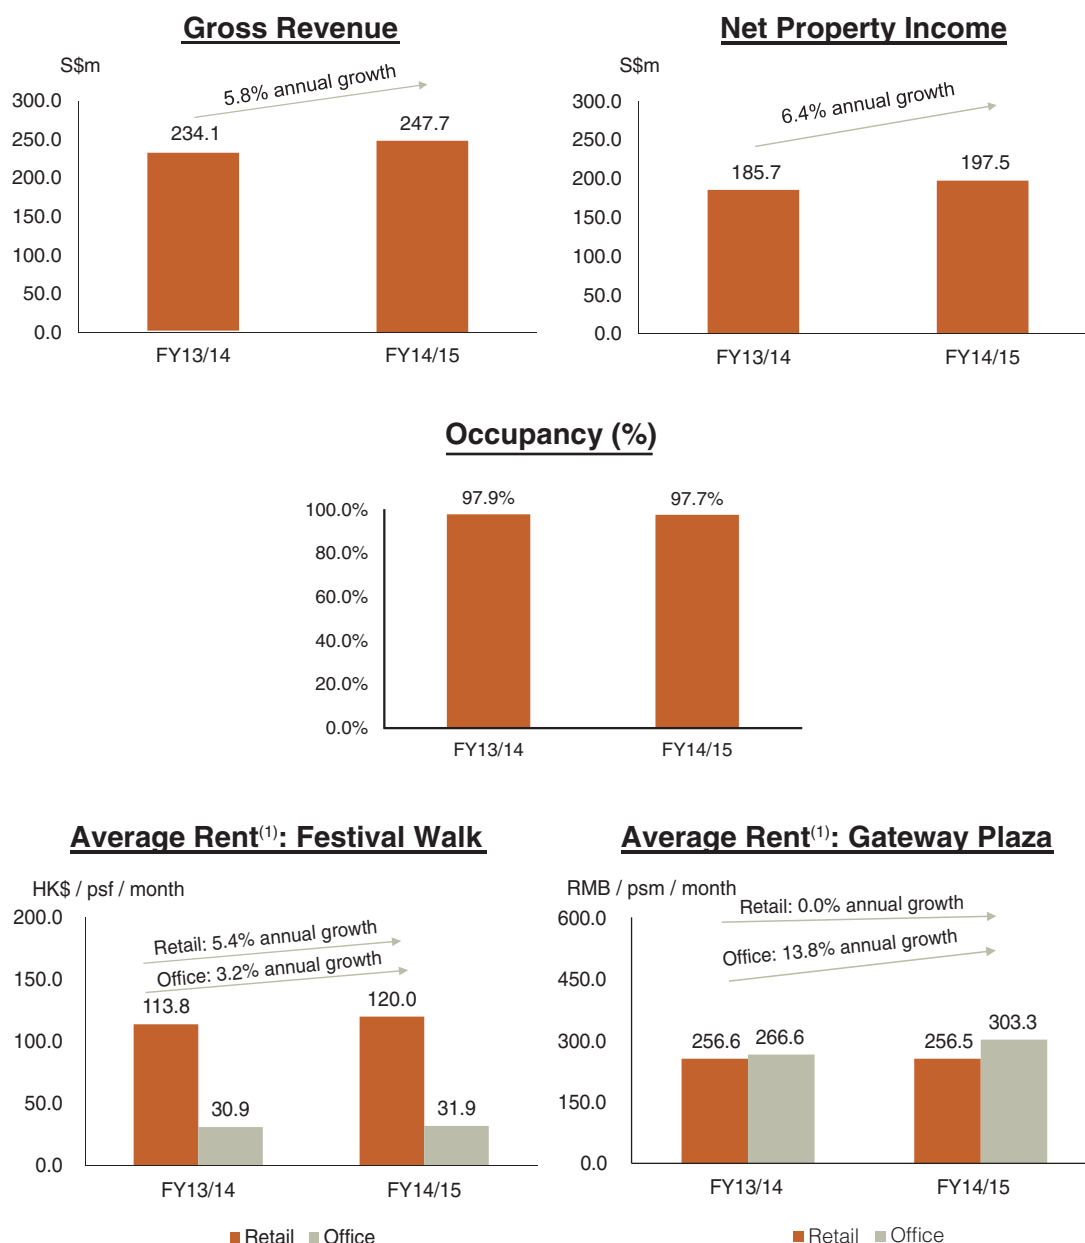 Gross Revenue
S$m
5.8% annual growth
300.0
250.0
200.0
150.0
100.0
50.0
0.0
234.1
247.7
FY13/14
FY14/15
Net Property Income
S$m
6.4% annual growth
300.0
250.0
200.0
150.0
100.0
50.0
0.0
185.7
197.5
FY13/14
FY14/15
Occupancy (%)
100.0%
80.0%
60.0%
40.0%
20.0%
0.0%
97.9%
97.7%
FY13/14
FY14/15
Average Rent(1): Festival Walk
HK$ / psf / month
200.0
150.0
100.0
50.0
0.0
Retail: 5.4% annual growth
Office: 3.2% annual growth
113.8
30.9
120.0
31.9
FY13/14
FY14/15
Retail Office
Average Rent(1): Gateway Plaza
RMB / psm / month
600.0
450.0
300.0
150.0
0.0
Retail: 0.0% annual growth
Office: 13.8% annual growth
256.6
266.6
256.5
303.3
FY13/14
FY14/15
Retail Office